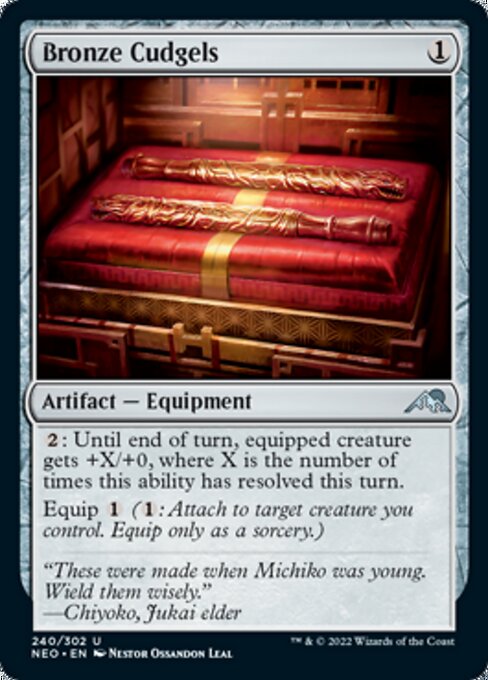 Bronze Cudgels 1
Artifact — Equipment
2: Until end of turn, equipped creature
gets +X/+0, where X is the number of
times this ability has resolved this turn.
Equip 1 (1: Attach to target creature you
control. Equip only as a sorcery.)
“These were made when Michiko was young.
Wield them wisely.”
—Chiyoko, Jukai elder
240/302 U
NEO • EN Nestor Ossandon Leal
™ & © 2022 Wizards of the Coast